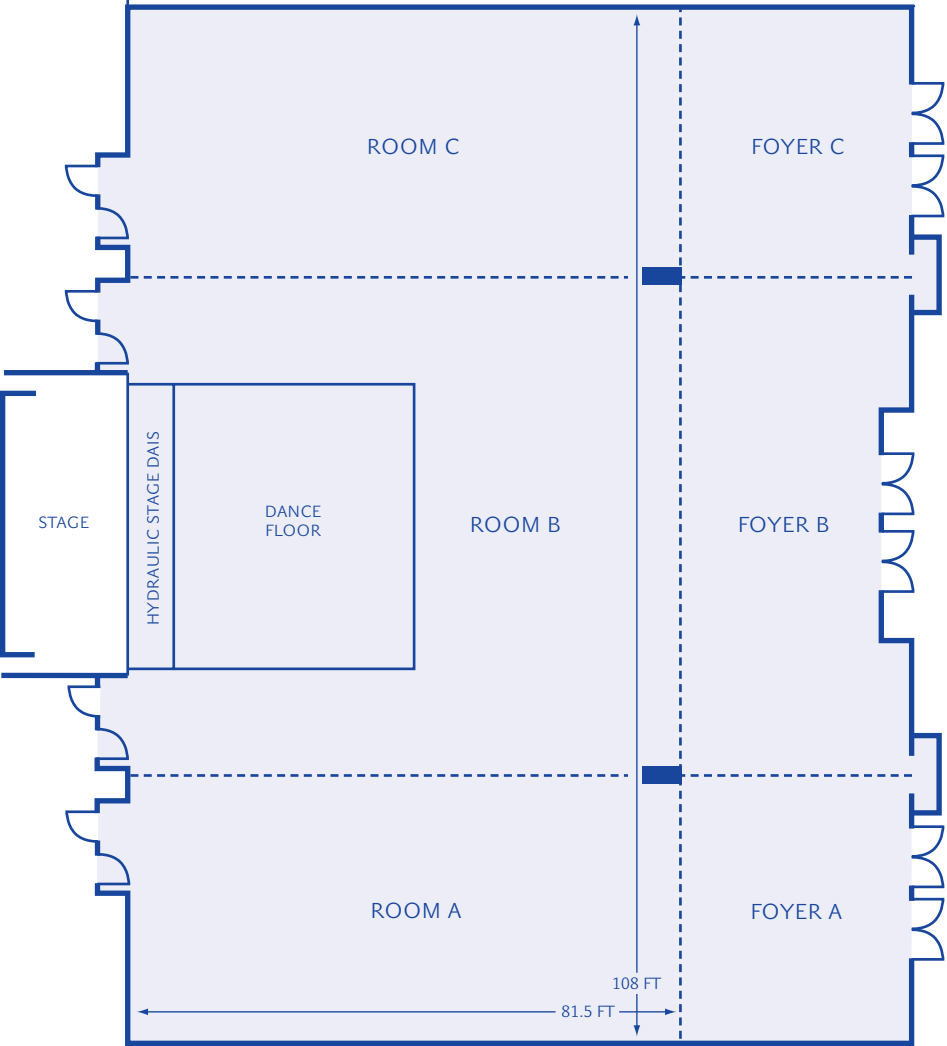 ROOM C
FOYER C
HYDRAULIC STAGE DAIS
STAGE
DANCE
FLOOR
ROOM B
FOYER B
ROOM A
FOYER A
108 FT
81.5 FT